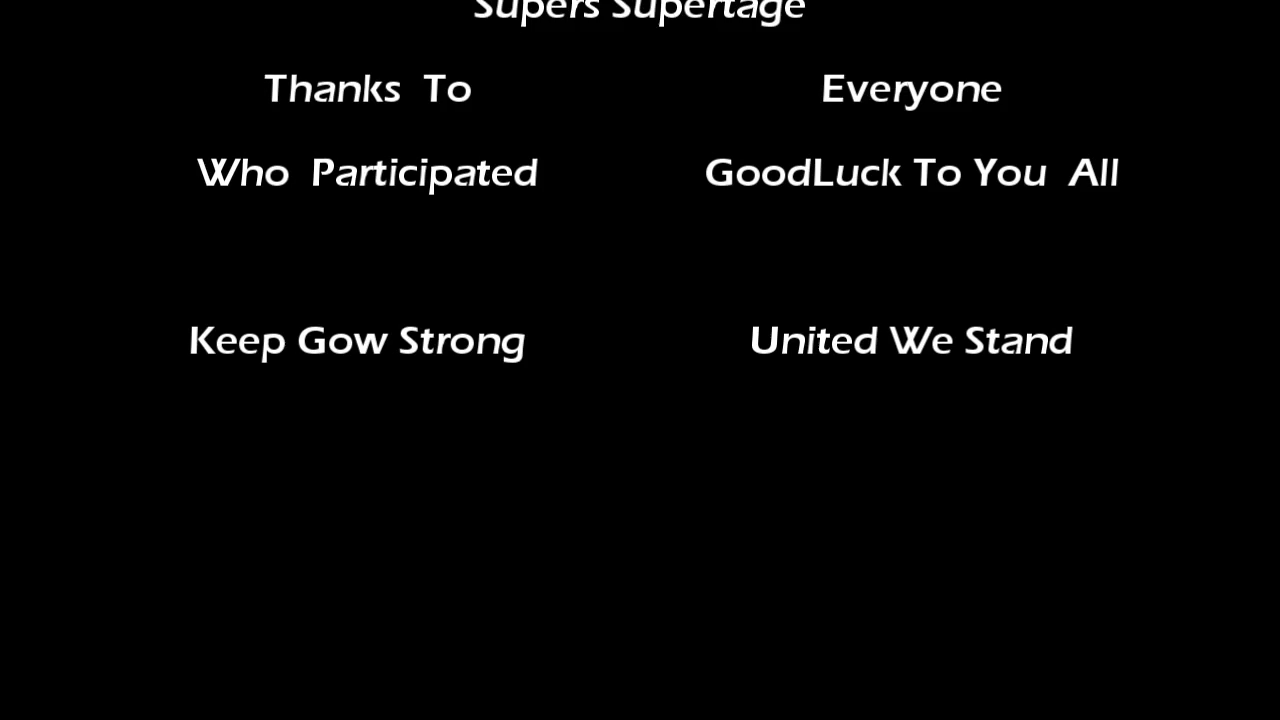 Supers Supertage
Thanks To Everyone
Who Participated GoodLuck To You All
Keep Gow Strong United We Stand